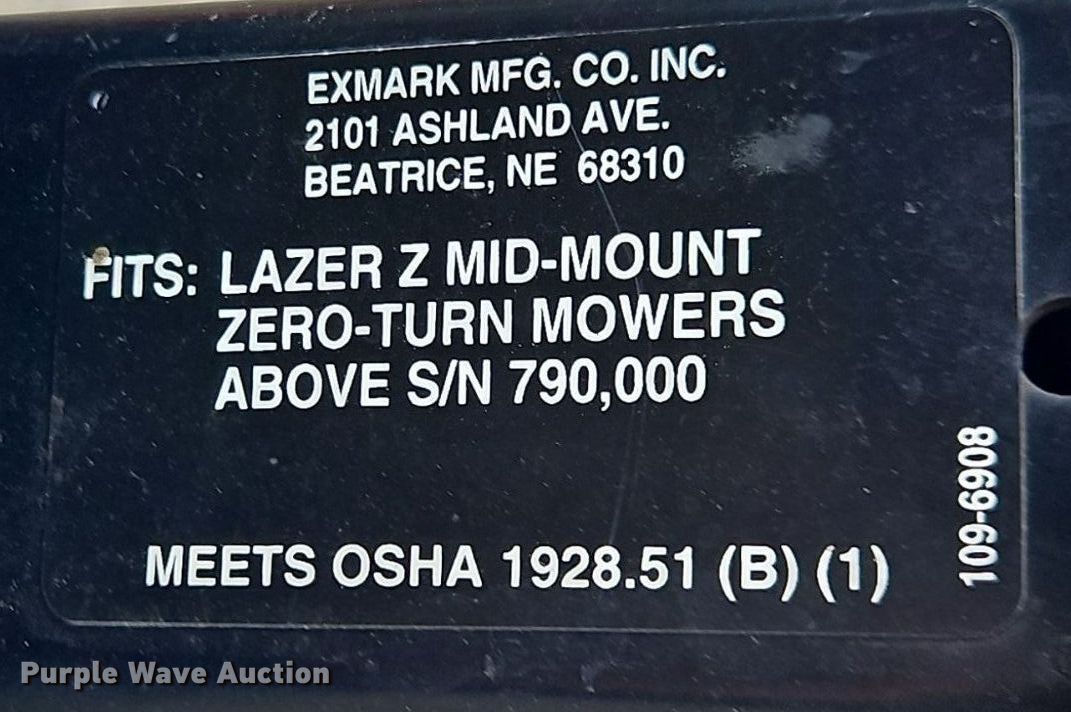 EXMARK MFG. CO. INC.
2101 ASHLAND AVE.
BEATRICE, NE 68310
FITS: LAZER Z MID-MOUNT
ZERO-TURN MOWERS
ABOVE S/N 790,000
109-6908
MEETS OSHA 1928.51 (B) (1)
Purple Wave Auction